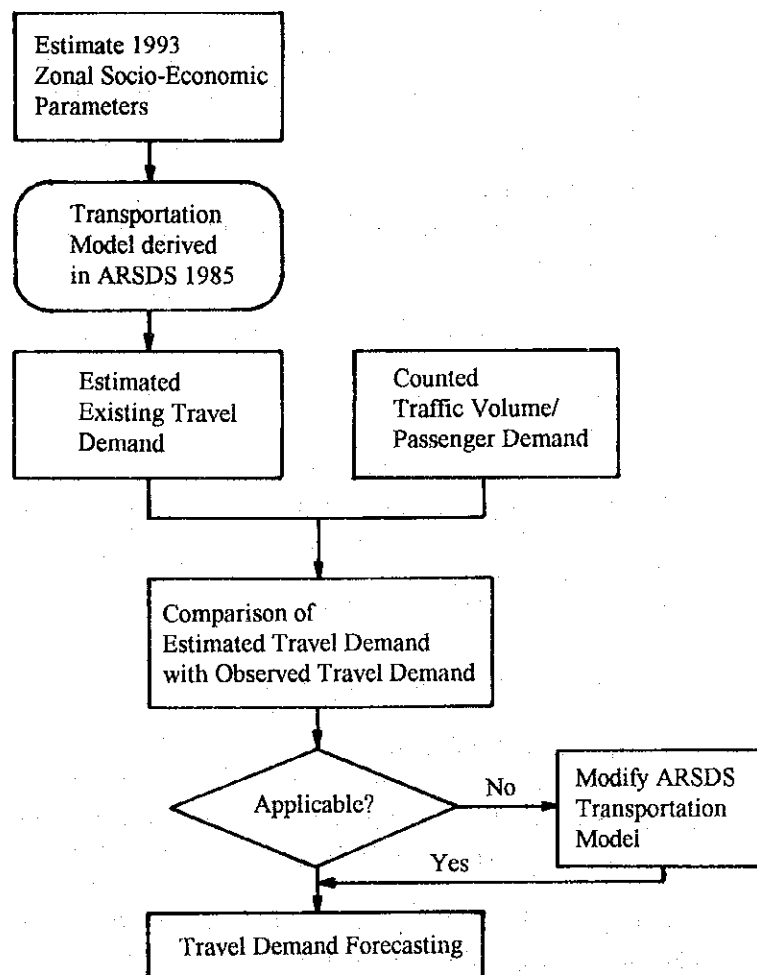 Estimate 1993
Zonal Socio-Economic
Parameters
Transportation
Model derived
in ARSDS 1985
Estimated
Existing Travel
Demand
Counted
Traffic Volume/
Passenger Demand
Comparison of
Estimated Travel Demand
with Observed Travel Demand
Applicable?
No
Modify ARSDS
Transportation
Model
Yes
Travel Demand Forecasting